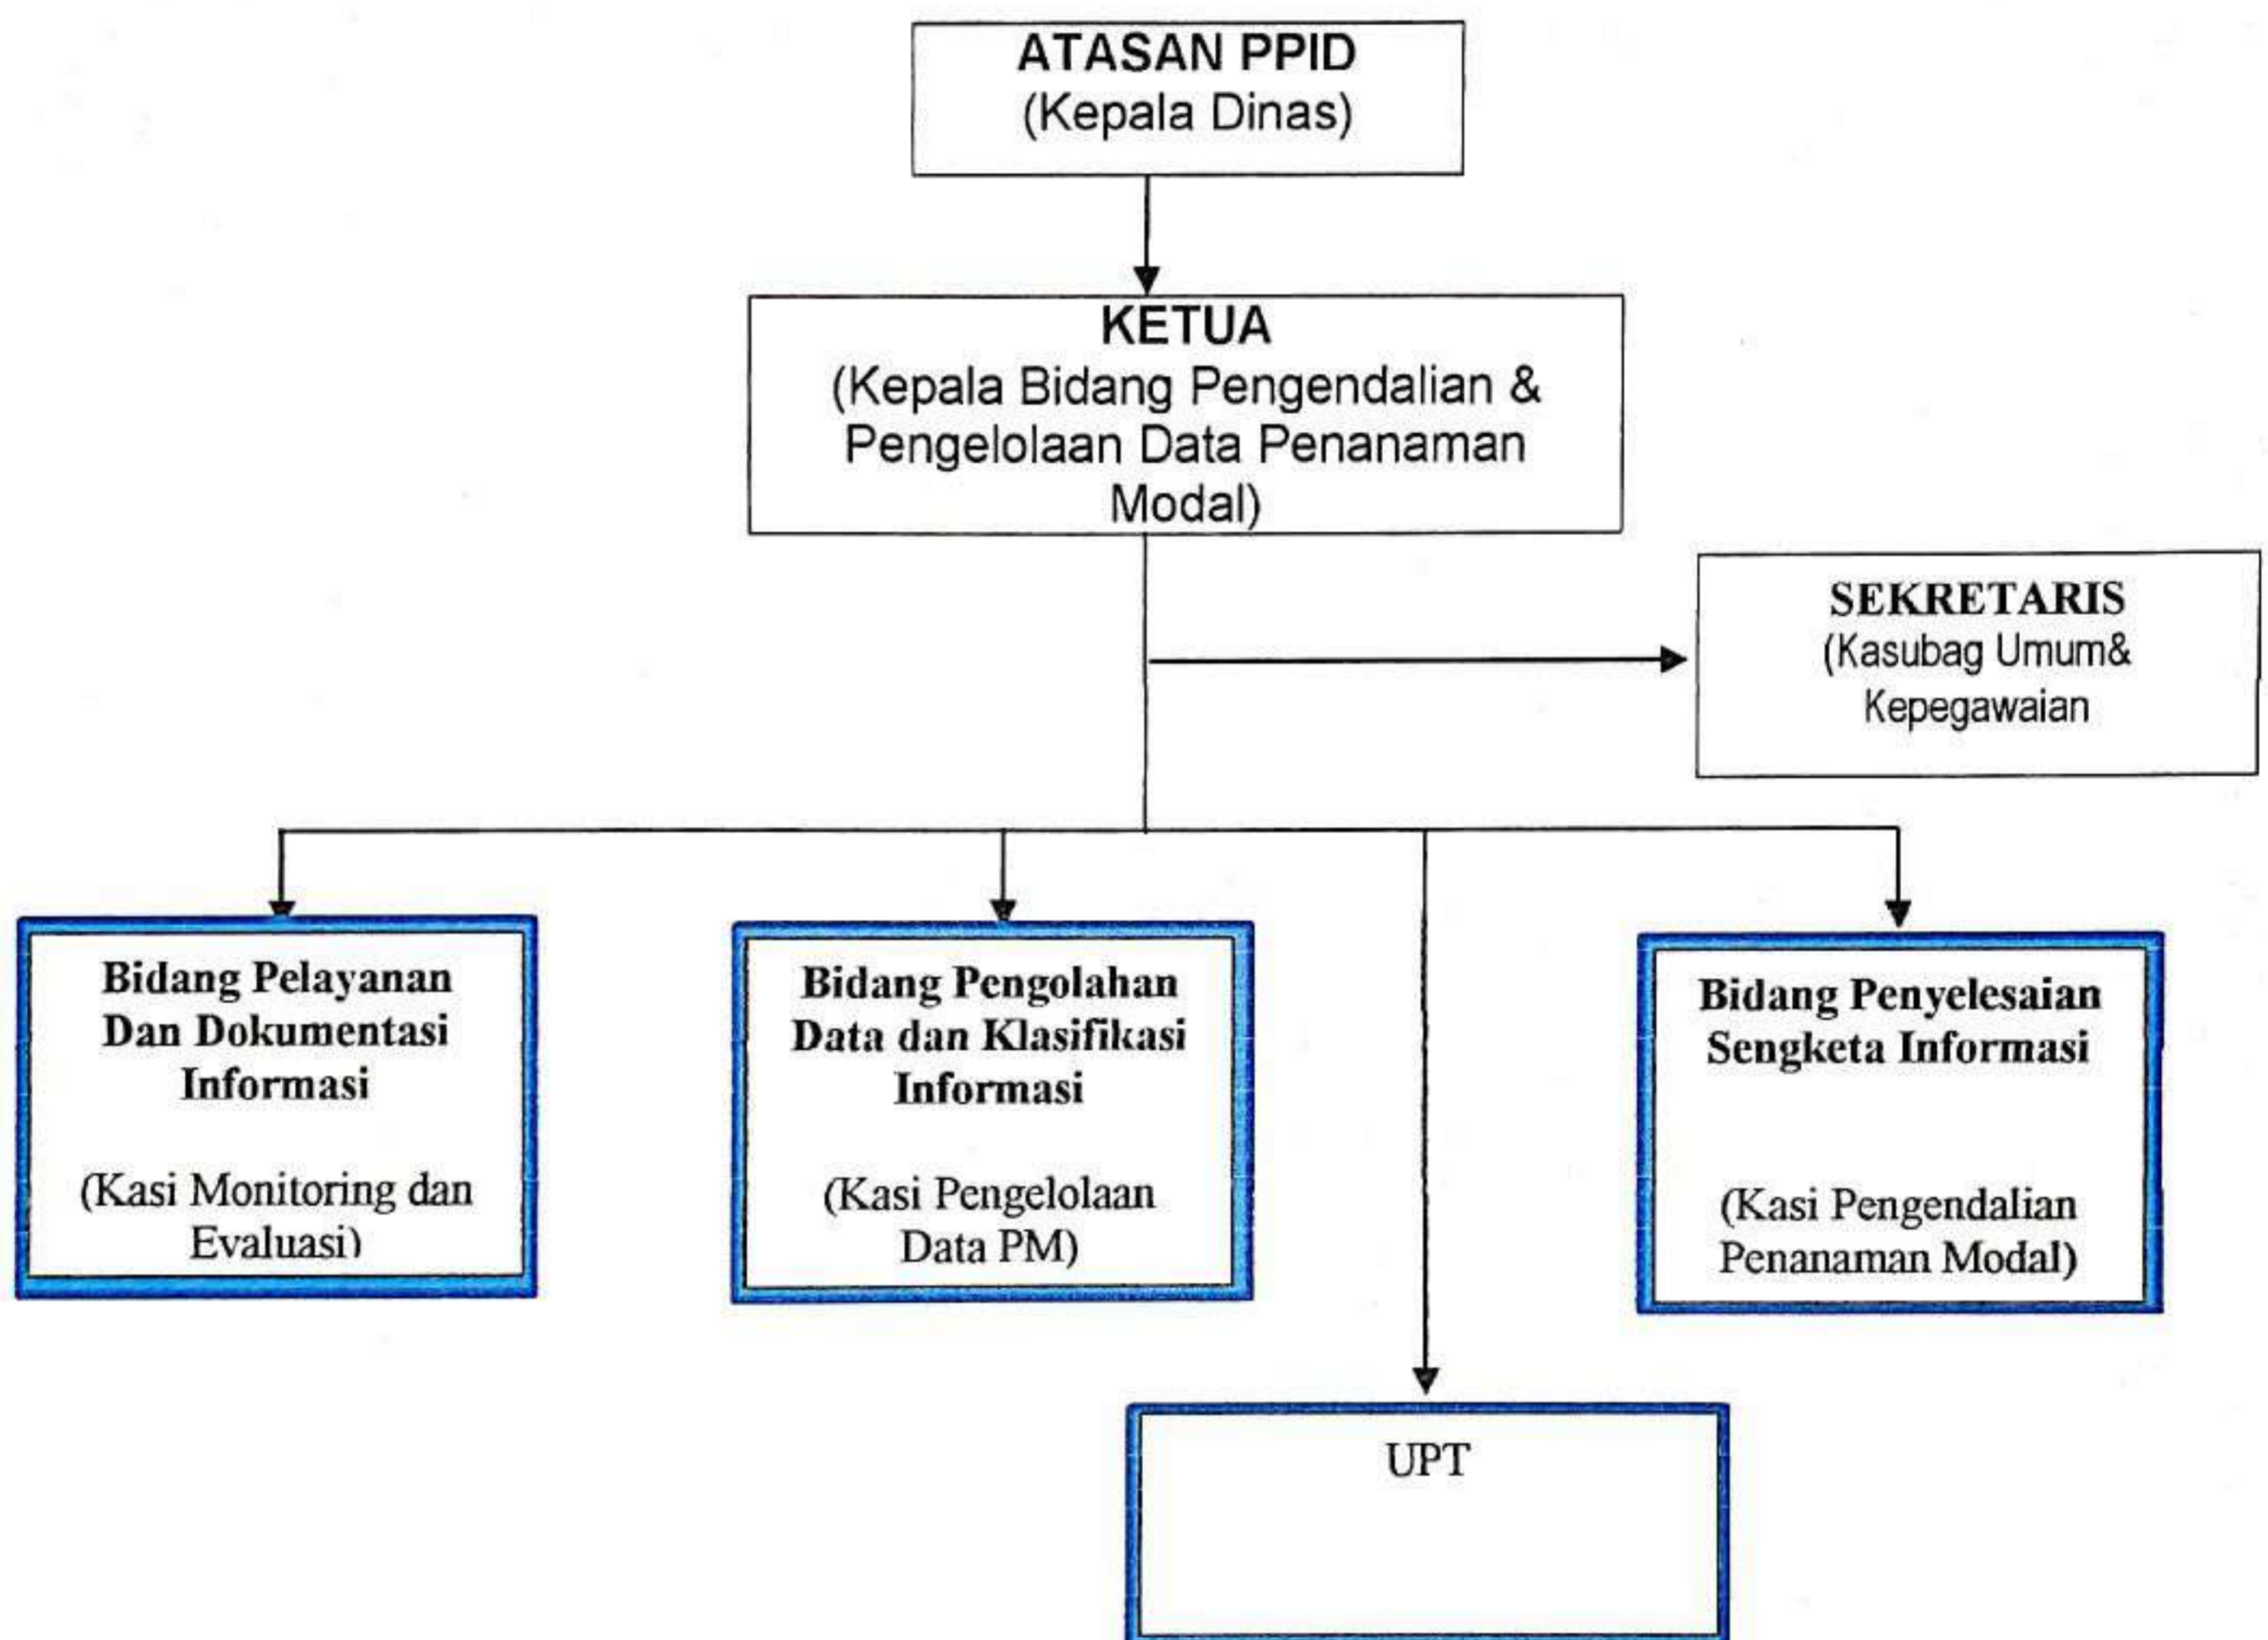 ATASAN PPID
(Kepala Dinas)
KETUA
(Kepala Bidang Pengendalian &
Pengelolaan Data Penanaman
Modal)
SEKRETARIS
(Kasubag Umum&
Kepegawaian
Bidang Pelayanan
Dan Dokumentasi
Informasi
(Kasi Monitoring dan
Evaluasi)
Bidang Pengolahan
Data dan Klasifikasi
Informasi
(Kasi Pengelolaan
Data PM)
Bidang Penyelesaian
Sengketa Informasi
(Kasi Pengendalian
Penanaman Modal)
UPT